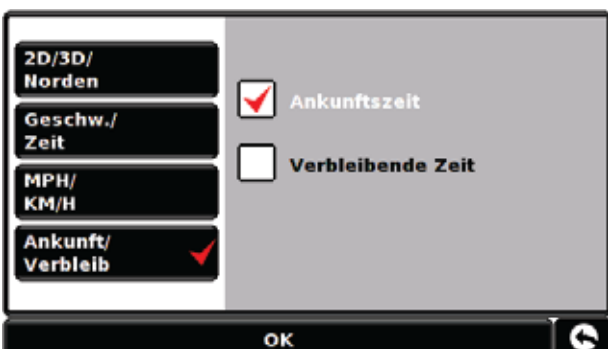 2D/3D/
Norden
Geschw./
Zeit
MPH/
KM/H
Ankunft/
Verbleib
Ankunftszeit
Verbleibende Zeit
OK